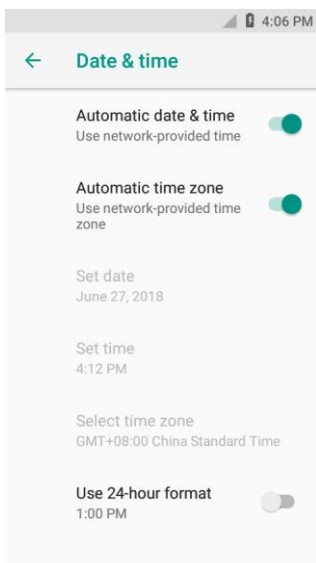 4:06 PM
Date & time
Automatic date & time
Use network-provided time
Automatic time zone
Use network-provided time
zone
Set date
June 27, 2018
Set time
4:12 PM
Select time zone
GMT+08:00 China Standard Time
Use 24-hour format
1:00 PM